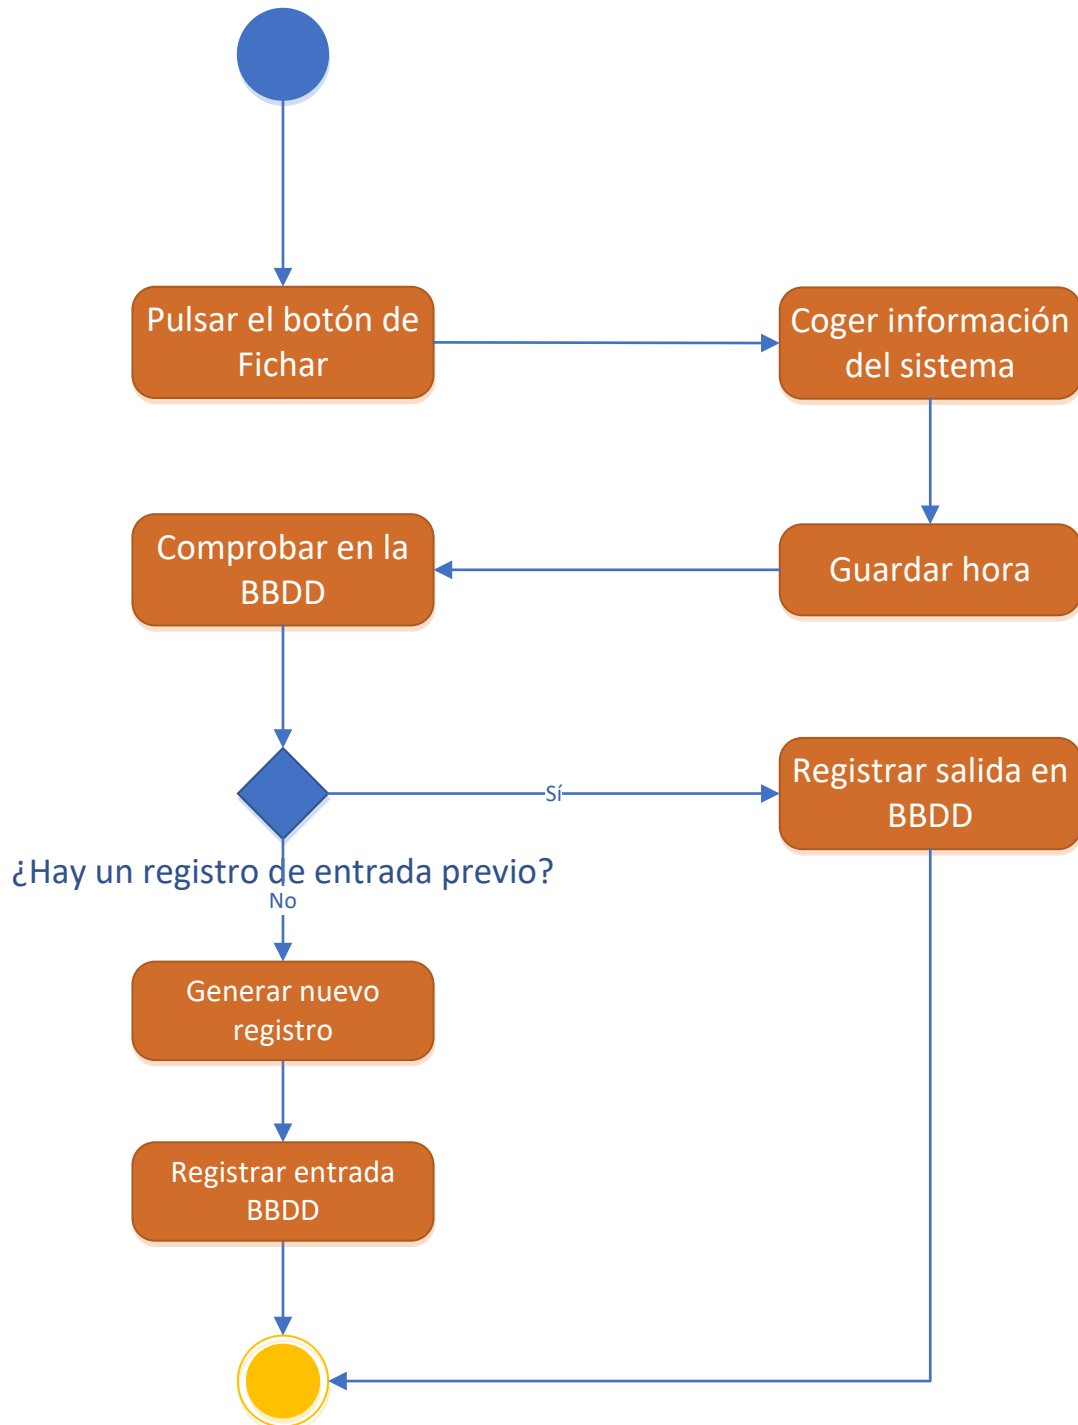 Pulsar el botón de
Fichar
Coger información
del sistema
Guardar hora
Comprobar en la
BBDD
Sí
Registrar salida en
BBDD
¿Hay un registro de entrada previo?
No
Generar nuevo
registro
Registrar entrada
BBDD